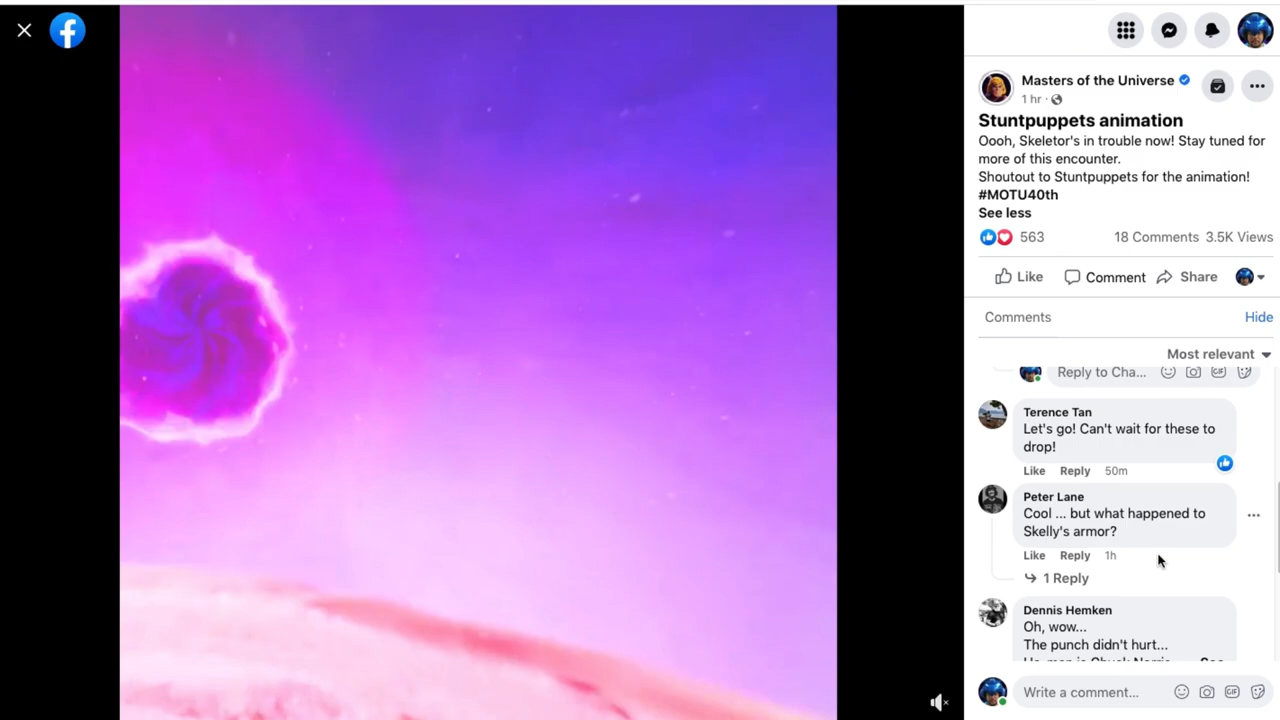 Masters of the Universe
1 hr ·
Stuntpuppets animation
Oooh, Skeletor's in trouble now! Stay tuned for
more of this encounter.
Shoutout to Stuntpuppets for the animation!
#MOTU40th
See less
563 18 Comments 3.5K Views
Like Comment Share
Comments Hide
Most relevant
Reply to Cha... GIF
Terence Tan
Let's go! Can't wait for these to
drop!
Like Reply 50m
Peter Lane
Cool ... but what happened to
Skelly's armor?
Like Reply 1h
1 Reply
Dennis Hemken
Oh, wow...
The punch didn't hurt...
Write a comment... GIF